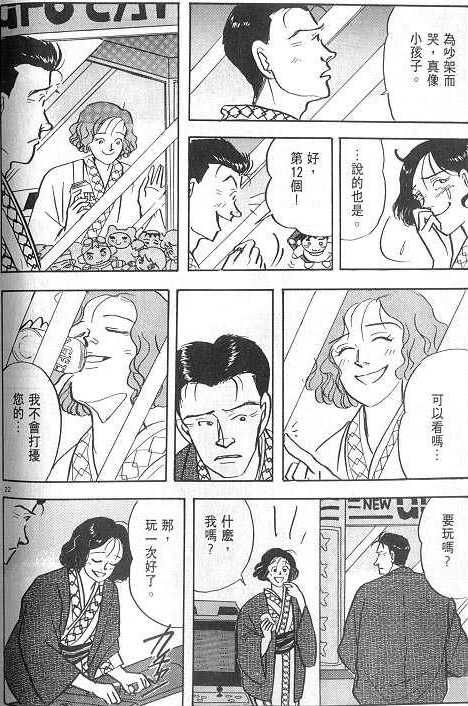 為吵架而
哭，真像
小孩子。
…說的也是。
好，
第12個！
UFO CAT
可以看嗎…
我不會打擾
您的…
22
要玩嗎？
NEW
什麼，
我嗎？
那，
玩一次好了。